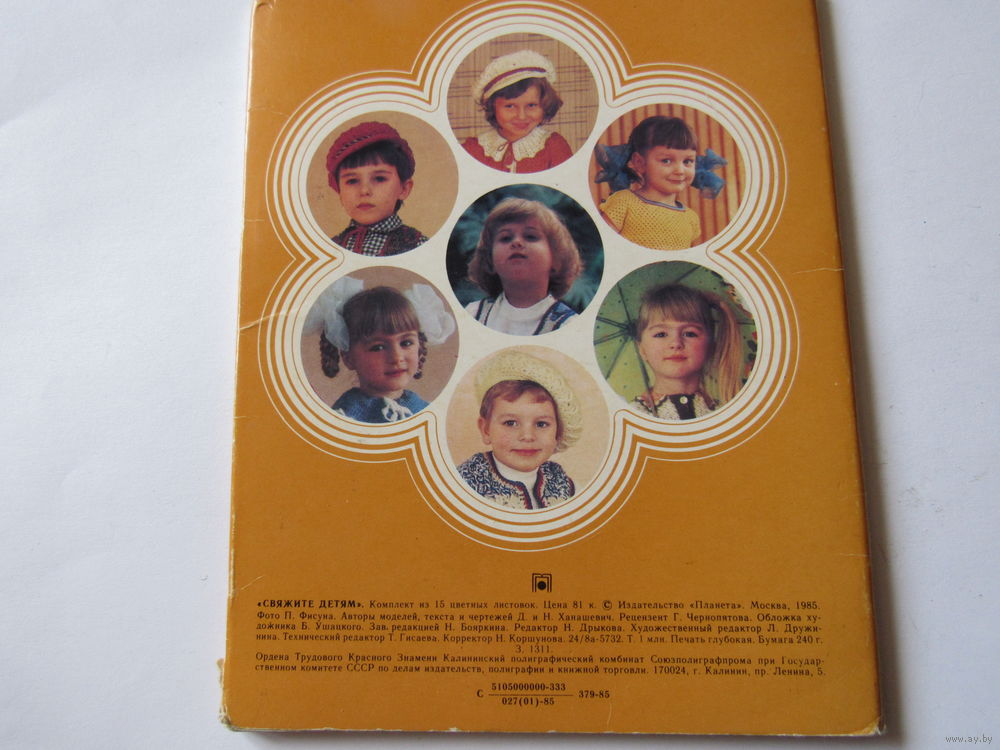 «СВЯЖИТЕ ДЕТЯМ». Комплект из 15 цветных листовок. Цена 81 к. © Издательство «Планета». Москва, 1985.
Фото П. Фисуна. Авторы моделей, текста и чертежей Д. и Н. Ханашевич. Рецензент Г. Чернопятова. Обложка ху-
дожника Б. Ушацкого. Зав. редакцией Н. Бояркина. Редактор Н. Дрыкова. Художественный редактор Л. Дружи-
нина. Технический редактор Т. Гисаева. Корректор Н. Коршунова. 24/8а-5732. Т. 1 млн. Печать глубокая. Бумага 240 г.
З. 1311.
Ордена Трудового Красного Знамени Калининский полиграфический комбинат Союзполиграфпрома при Государ-
ственном комитете СССР по делам издательств, полиграфии и книжной торговли. 170024, г. Калинин, пр. Ленина, 5.
5105000000-333
С 379-85
027(01)-85
www.ay.by